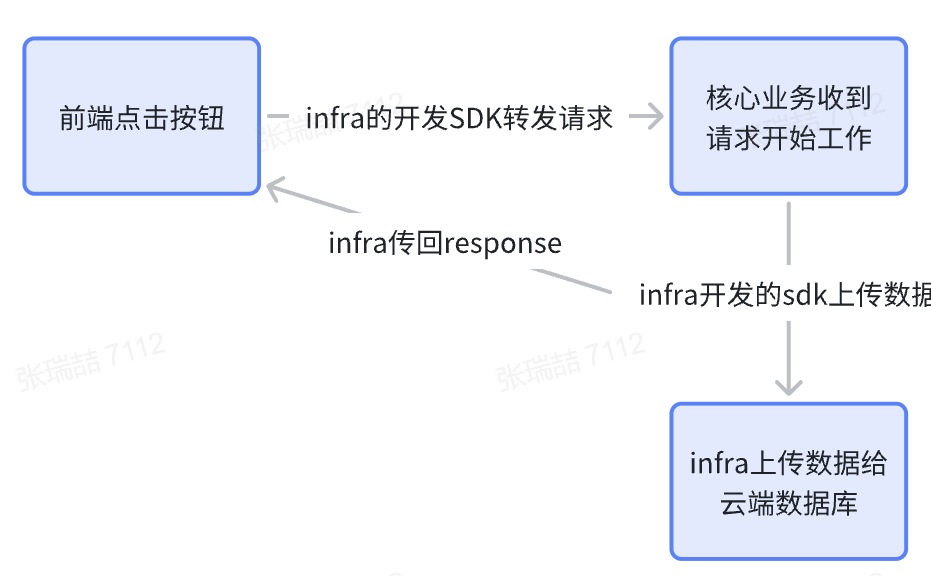 前端点击按钮
infra的开发SDK转发请求
核心业务收到
请求开始工作
infra传回response
infra开发的sdk上传数据
infra上传数据给
云端数据库
张瑞喆 7112
张瑞喆 7112
张瑞喆 7112
张瑞喆 7112